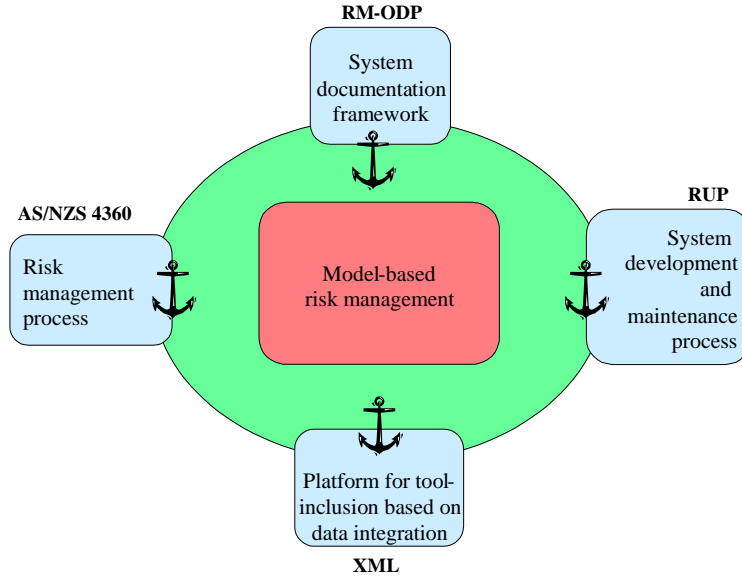 RM-ODP
System
documentation
framework
AS/NZS 4360
Risk
management
process
Model-based
risk management
RUP
System
development
and
maintenance
process
Platform for tool-
inclusion based on
data integration
XML